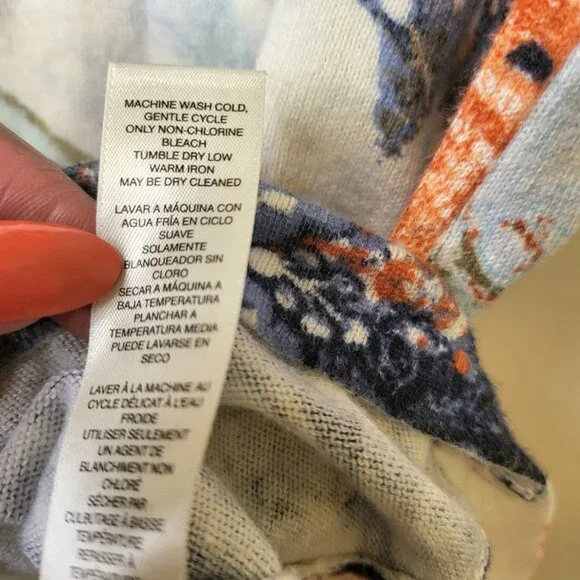 MACHINE WASH COLD,
GENTLE CYCLE
ONLY NON-CHLORINE
BLEACH
TUMBLE DRY LOW
WARM IRON
MAY BE DRY CLEANED
LAVAR A MÁQUINA CON
AGUA FRÍA EN CICLO
SUAVE
SOLAMENTE
BLANQUEADOR SIN
CLORO
SECAR A MÁQUINA A
BAJA TEMPERATURA
PLANCHAR A
TEMPERATURA MEDIA
PUEDE LAVARSE EN
SECO
LAVER À LA MACHINE AU
CYCLE DÉLICAT À L'EAU
FROIDE
UTILISER SEULEMENT
UN AGENT DE
BLANCHIMENT NON
CHLORÉ
SÉCHER PAR
CULBUTAGE À BASSE
TEMPÉRATURE
REPASSER À
TEMPÉRATURE